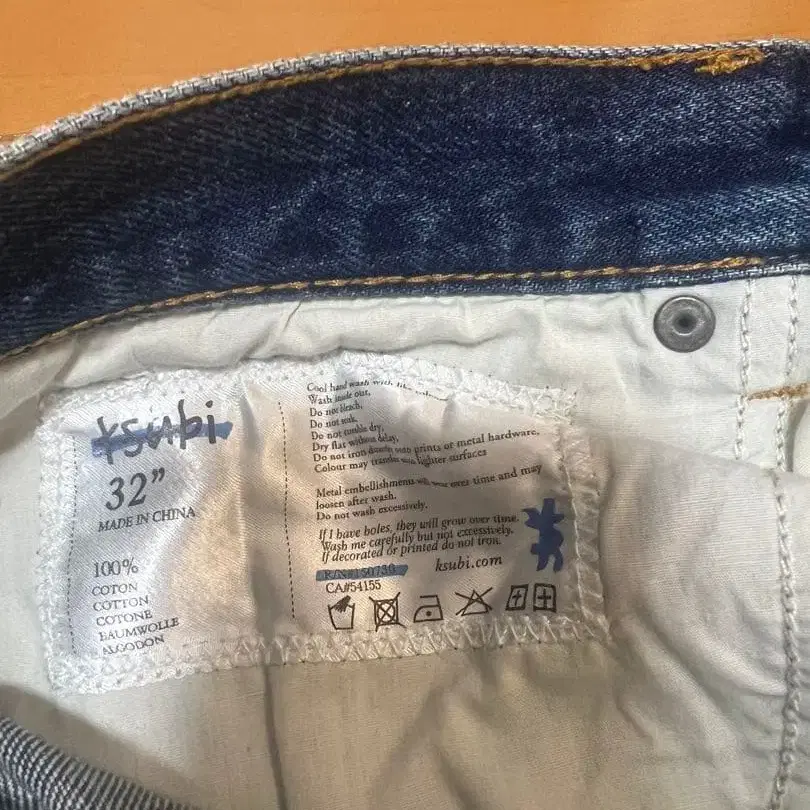 ksubi
32”
MADE IN CHINA
100%
COTON
COTTON
COTONE
BAUMWOLLE
ALGODON
Cool hand wash with like
Wash inside out,
Do not bleach,
Do not soak,
Do not tumble dry,
Dry flat without delay,
Do not iron directly onto prints or metal hardware.
Colour may transfer onto lighter surfaces
Metal embellishments will wear over time and may
loosen after wash.
Do not wash excessively.
If I have holes, they will grow over time.
Wash me carefully but not excessively.
If decorated or printed do not iron.
R/N#150739
ksubi.com
CA#54155